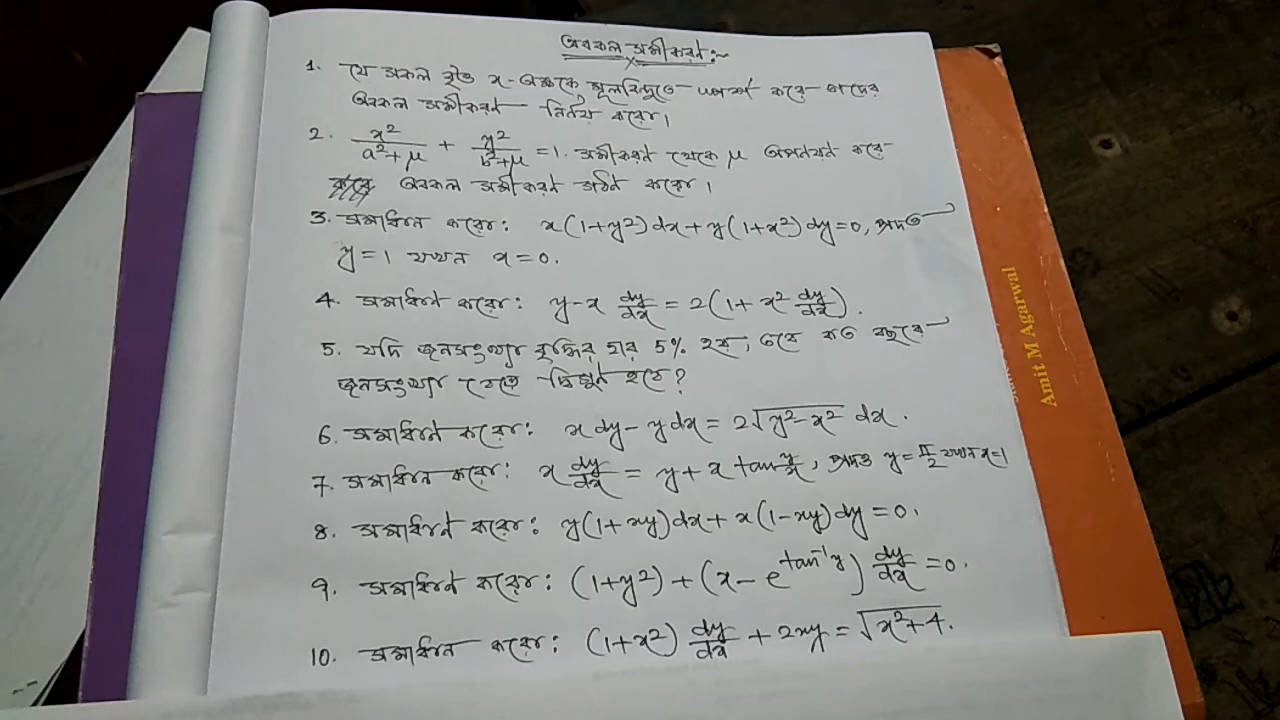 অবকল সমীকরণ :~
1. যে সকল বৃত্ত x-অক্ষকে মূলবিন্দুতে স্পর্শ করে তাদের
অবকল সমীকরণ নির্ণয় করো।
2. x²/(a²+μ) + y²/(b²+μ) = 1. সমীকরণ থেকে μ অপনয়ন করে
অবকল সমীকরণ গঠন করো।
3. সমাধান করো: x(1+y²)dx+y(1+x²)dy=0, প্রদত্ত
y=1 যখন x=0.
4. সমাধান করো: y-x dy/dx = 2(1+x² dy/dx).
5. যদি জনসংখ্যা বৃদ্ধির হার 5% হয়, তবে কত বছরে
জনসংখ্যা বেড়ে দ্বিগুণ হবে?
6. সমাধান করো: x dy-y dx = 2√(y²-x²) dx.
7. সমাধান করো: x dy/dx = y+x tan y/x, প্রদত্ত y=π/2 যখন x=1
8. সমাধান করো: y(1+xy)dx+x(1-xy)dy=0.
9. সমাধান করো: (1+y²)+(x-e^(tan⁻¹y)) dy/dx =0.
10. সমাধান করো: (1+x²) dy/dx + 2xy = √(x²+4).
Amit M Agarwal